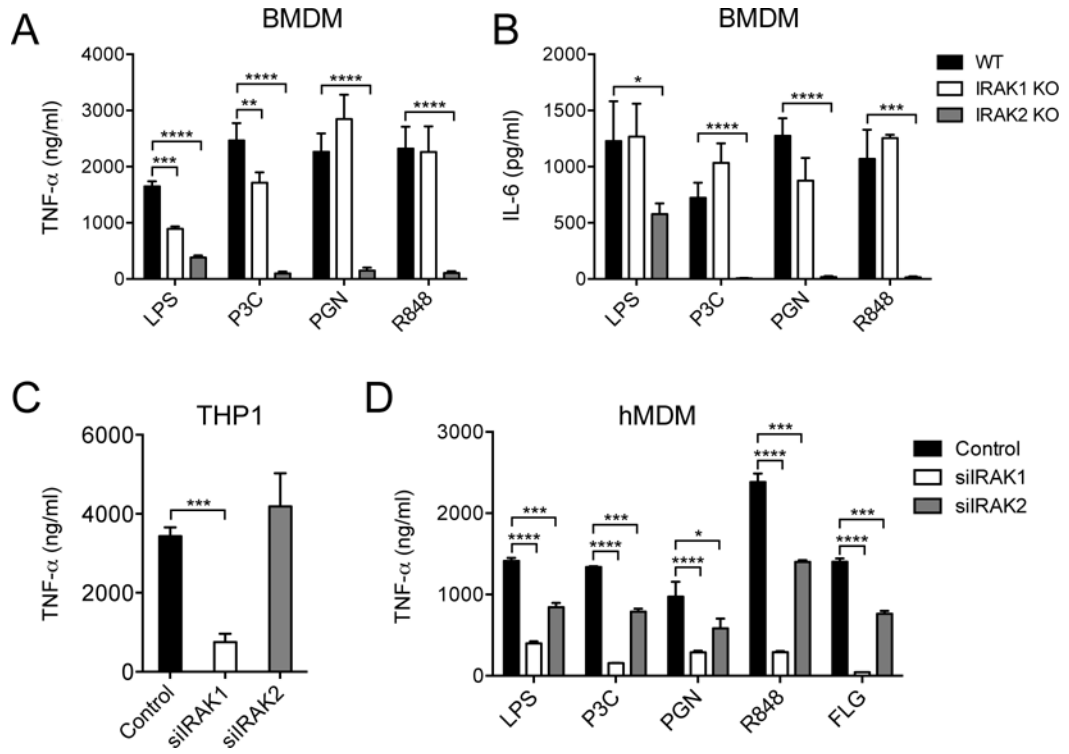 A
BMDM
TNF-α (ng/ml)
4000
3000
2000
1000
0
****
***
****
**
****
****
LPS
P3C
PGN
R848
B
BMDM
IL-6 (pg/ml)
2000
1500
1000
500
0
*
****
****
***
LPS
P3C
PGN
R848
WT
IRAK1 KO
IRAK2 KO
C
THP1
TNF-α (ng/ml)
6000
4000
2000
0
***
Control
siIRAK1
siIRAK2
D
hMDM
TNF-α (ng/ml)
3000
2000
1000
0
***
****
***
****
*
****
***
****
***
****
LPS
P3C
PGN
R848
FLG
Control
siIRAK1
siIRAK2